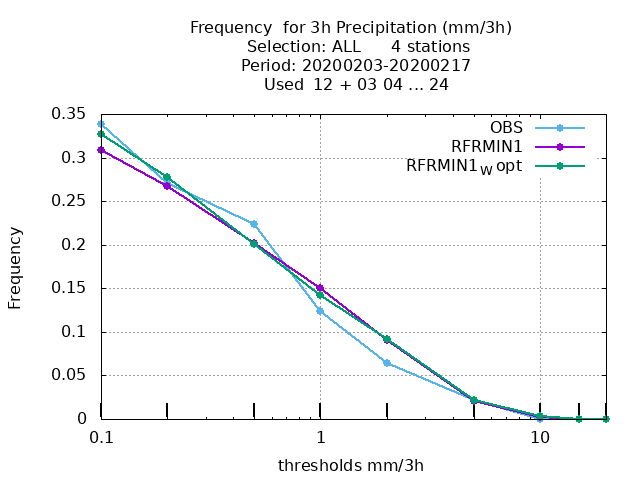 Frequency  for 3h Precipitation (mm/3h)
Selection: ALL      4 stations
Period: 20200203-20200217
Used  12 + 03 04 ... 24
OBS
RFRMIN1
RFRMIN1W opt
Frequency
0.35
0.3
0.25
0.2
0.15
0.1
0.05
0
0.1
1
10
thresholds mm/3h